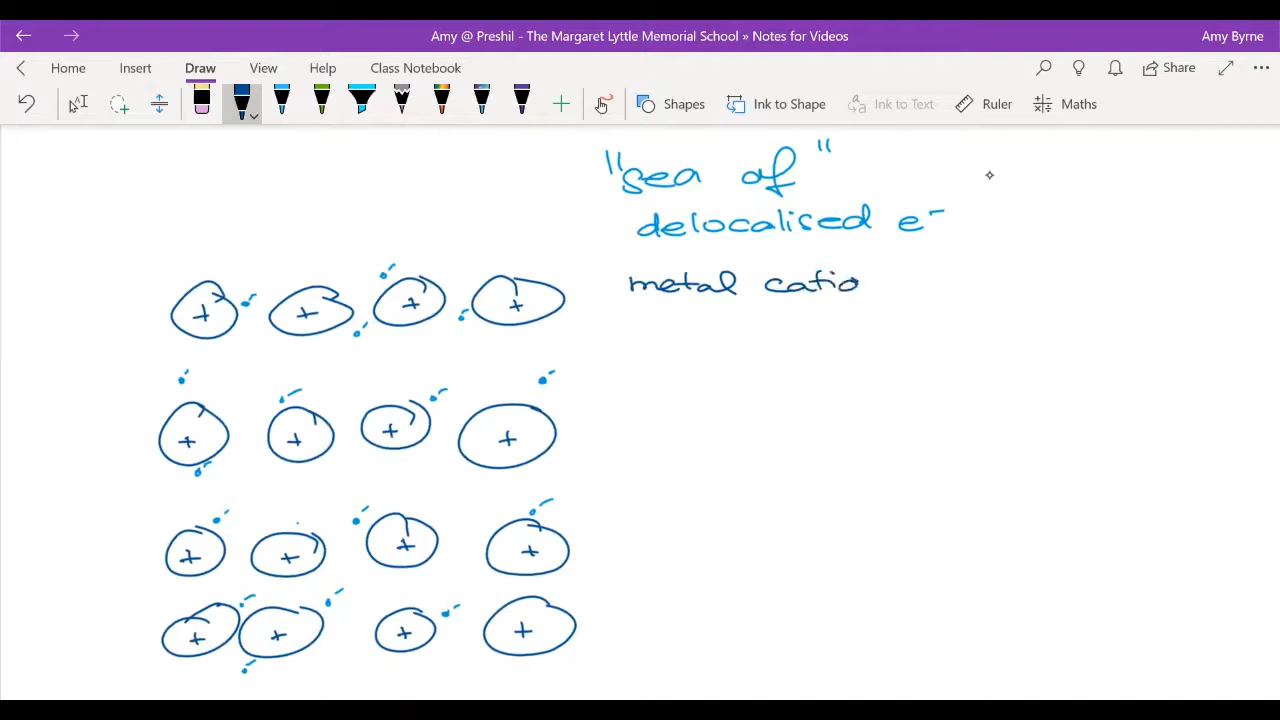 Amy @ Preshil - The Margaret Lyttle Memorial School » Notes for Videos
Amy Byrne
Home Insert Draw View Help Class Notebook
Share
Shapes Ink to Shape Ink to Text Ruler Maths
"sea of"
delocalised e⁻
metal catio
+ + + +
+ + + +
+ + + +
+ + + +